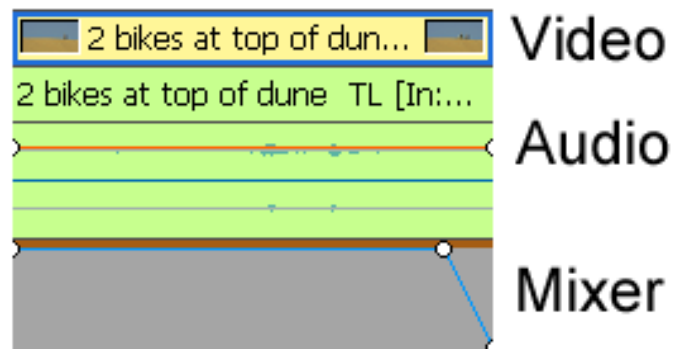 2 bikes at top of dun... Video
2 bikes at top of dune TL [In:...
Audio
Mixer